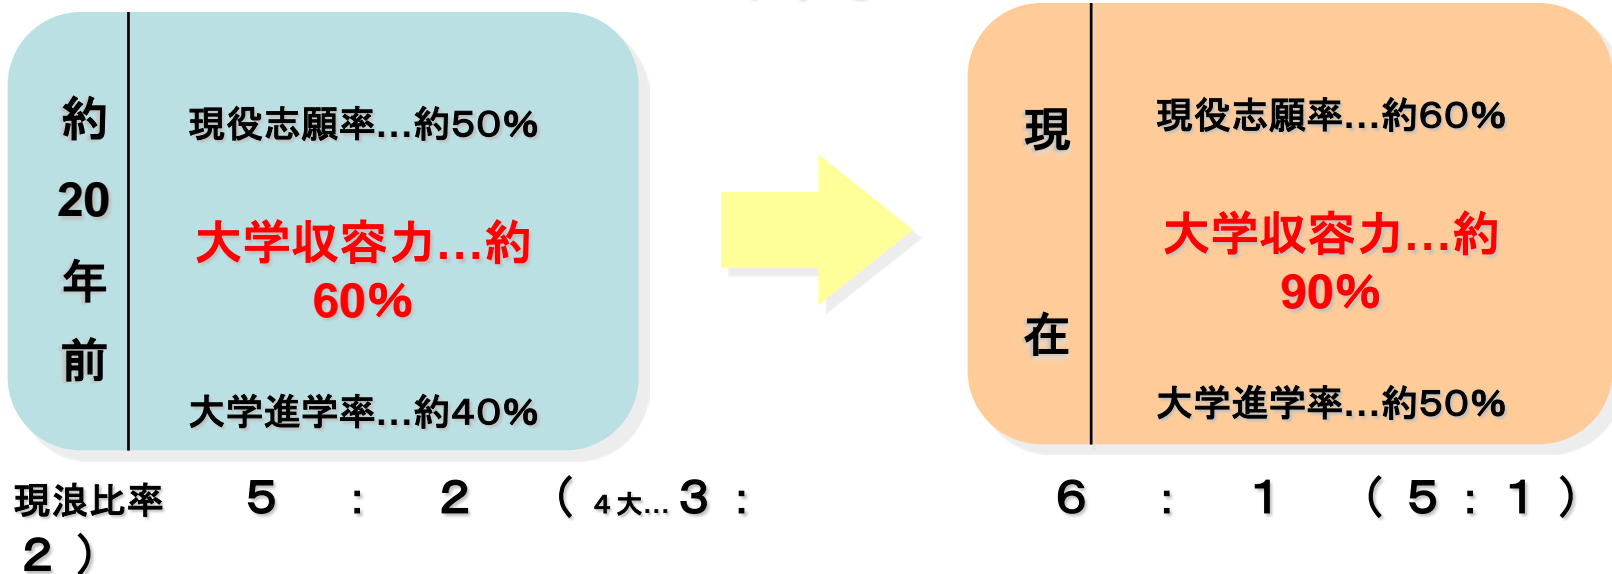 約
20
年
前
現役志願率…約50%
大学収容力…約
60%
大学進学率…約40%
現
在
現役志願率…約60%
大学収容力…約
90%
大学進学率…約50%
現浪比率　5　：　2　（ 4大…3：
2 ）
6　：　1　（ 5：1 ）